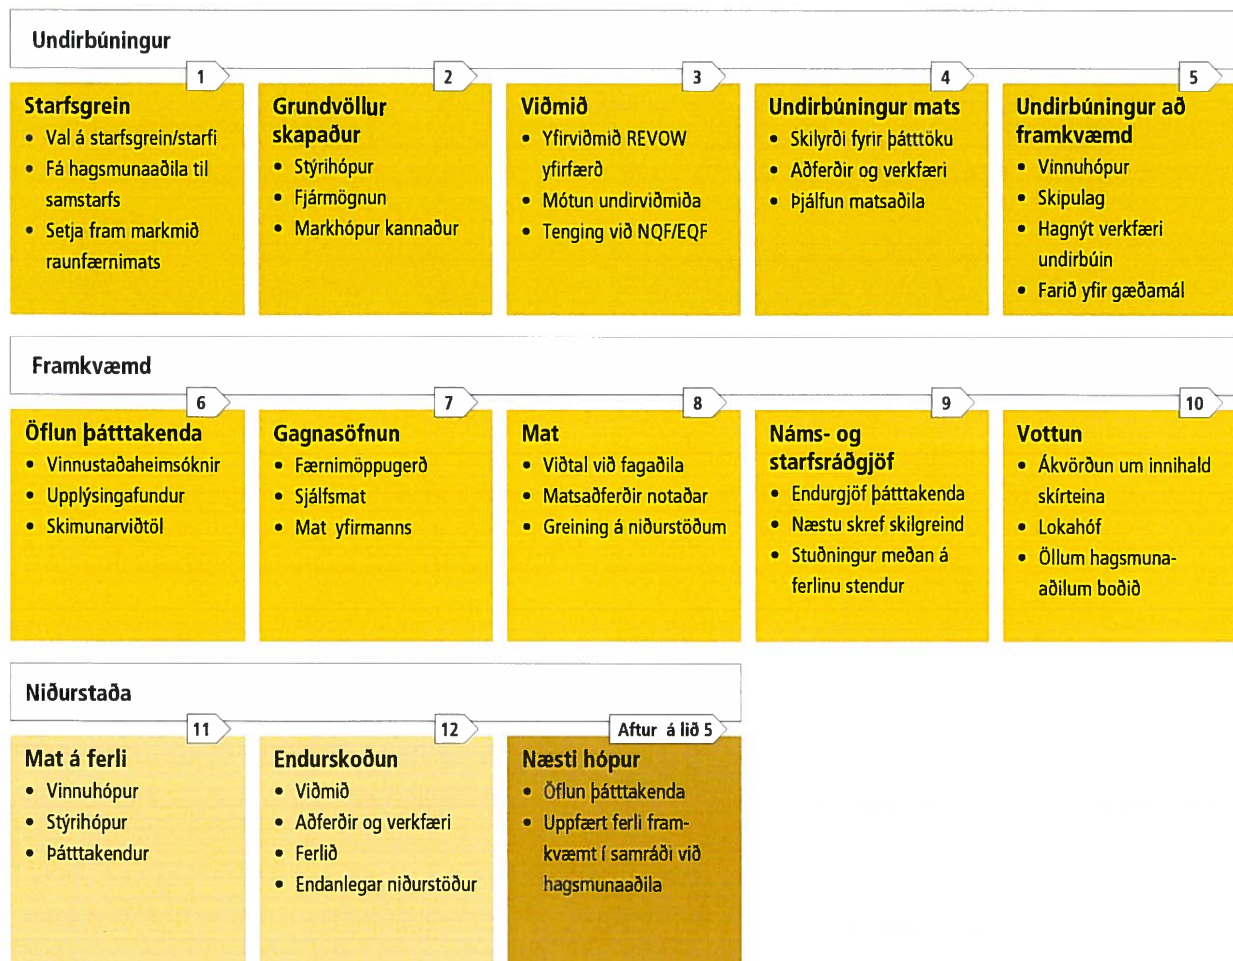 Undirbúningur
1
Starfsgrein
• Val á starfsgrein/starfi
• Fá hagsmunaaðila til
samstarfs
• Setja fram markmið
raunfærnimats
2
Grundvöllur
skapaður
• Stýrihópur
• Fjármögnun
• Markhópur kannaður
3
Viðmið
• Yfirviðmið REVOW
yfirfærð
• Mótun undirviðmiða
• Tenging við NQF/EQF
4
Undirbúningur mats
• Skilyrði fyrir þátttöku
• Aðferðir og verkfæri
• Þjálfun matsaðila
5
Undirbúningur að
framkvæmd
• Vinnuhópur
• Skipulag
• Hagnýt verkfæri
undirbúin
• Farið yfir gæðamál
Framkvæmd
6
Öflun þátttakenda
• Vinnustaðaheimsóknir
• Upplýsingafundur
• Skimunarviðtöl
7
Gagnasöfnun
• Færnimöppugerð
• Sjálfsmat
• Mat yfirmanns
8
Mat
• Viðtal við fagaðila
• Matsaðferðir notaðar
• Greining á niðurstöðum
9
Náms- og
starfsráðgjöf
• Endurgjöf þátttakenda
• Næstu skref skilgreind
• Stuðningur meðan á
ferlinu stendur
10
Vottun
• Ákvörðun um innihald
skírteina
• Lokahóf
• Öllum hagsmuna-
aðilum boðið
Niðurstaða
11
Mat á ferli
• Vinnuhópur
• Stýrihópur
• Þátttakendur
12
Endurskoðun
• Viðmið
• Aðferðir og verkfæri
• Ferlið
• Endanlegar niðurstöður
Aftur á lið 5
Næsti hópur
• Öflun þátttakenda
• Uppfært ferli fram-
kvæmt í samráði við
hagsmunaaðila